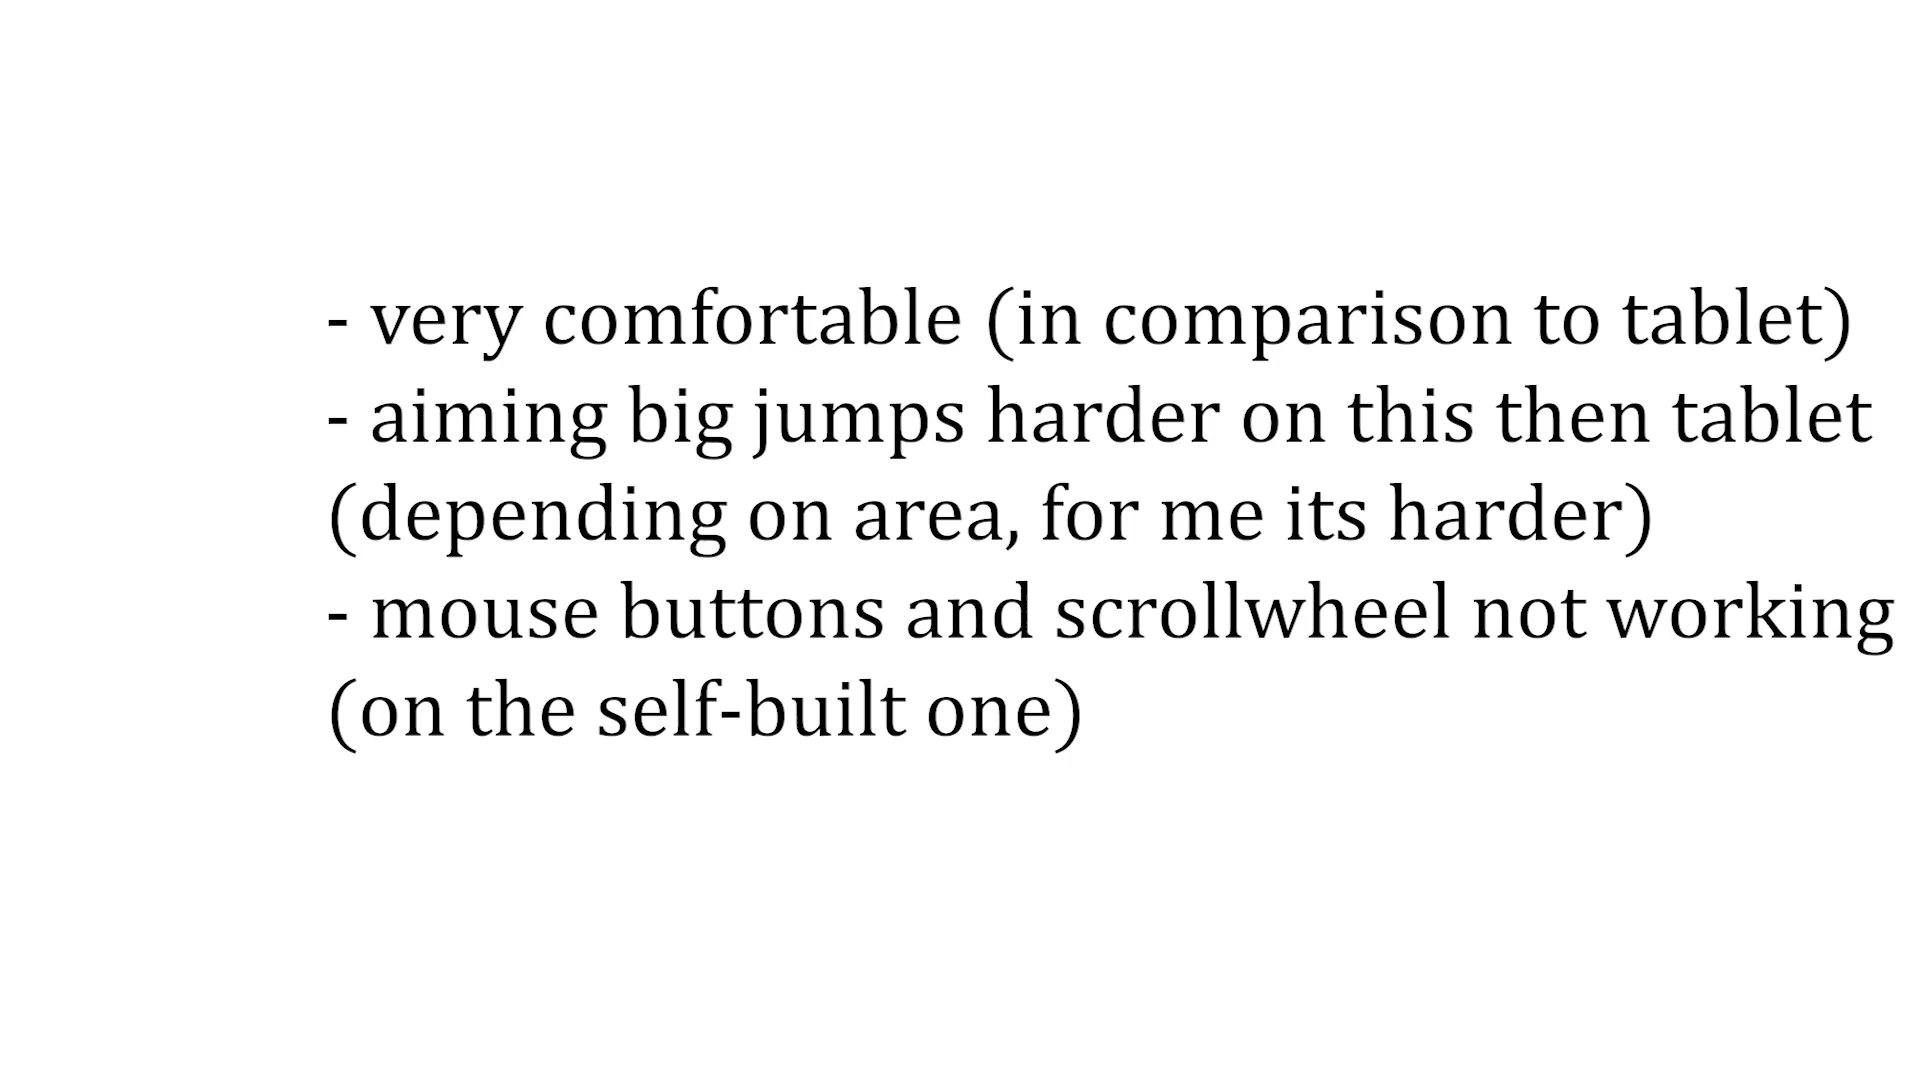 - very comfortable (in comparison to tablet)
- aiming big jumps harder on this then tablet
(depending on area, for me its harder)
- mouse buttons and scrollwheel not working
(on the self-built one)